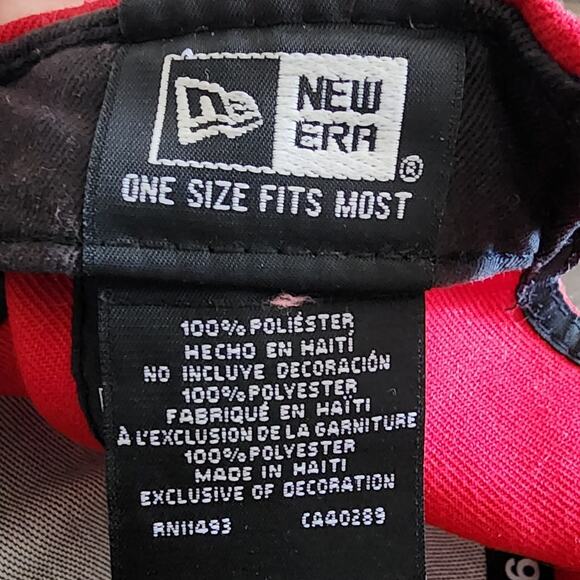 NE NEW
ERA®
ONE SIZE FITS MOST
100% POLIÉSTER
HECHO EN HAITÍ
NO INCLUYE DECORACIÓN
100% POLYESTER
FABRIQUÉ EN HAÏTI
À L'EXCLUSION DE LA GARNITURE
100% POLYESTER
MADE IN HAITI
EXCLUSIVE OF DECORATION
RN11493 CA40289